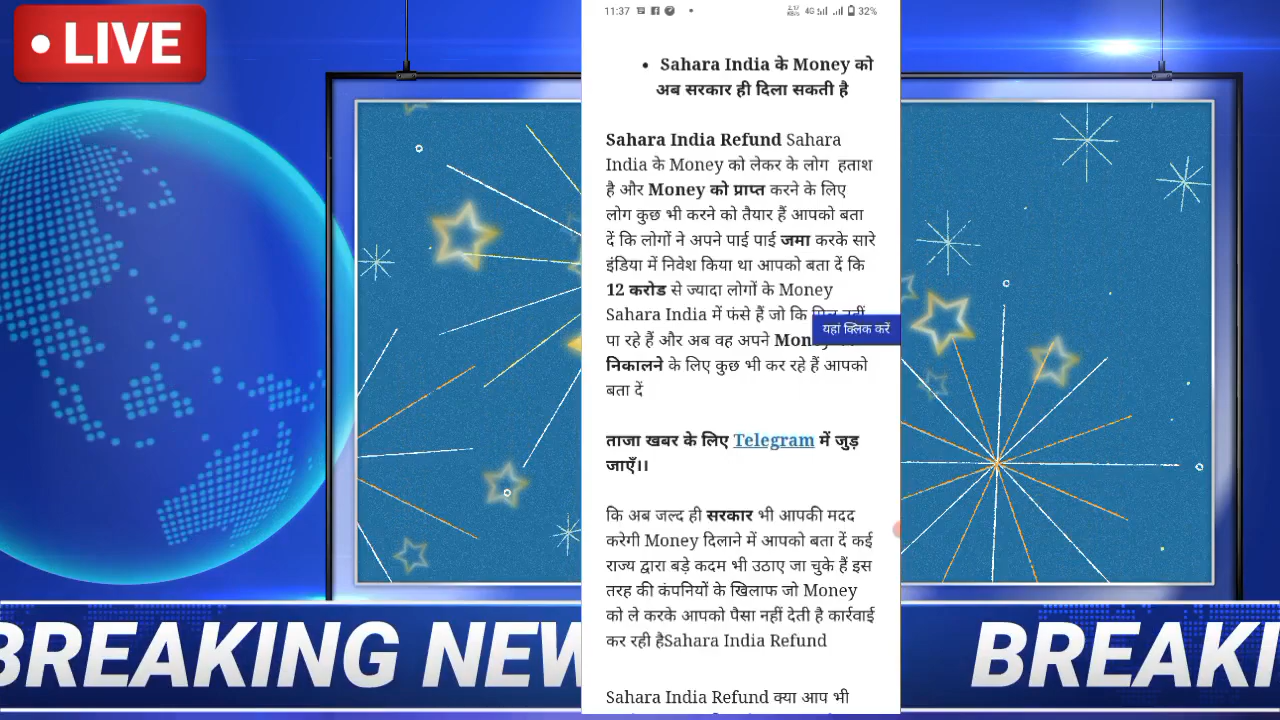 LIVE
11:37
4G
32%
• Sahara India के Money को
अब सरकार ही दिला सकती है
Sahara India Refund Sahara
India के Money को लेकर के लोग हताश
है और Money को प्राप्त करने के लिए
लोग कुछ भी करने को तैयार हैं आपको बता
दें कि लोगों ने अपने पाई पाई जमा करके सारे
इंडिया में निवेश किया था आपको बता दें कि
12 करोड से ज्यादा लोगों के Money
Sahara India में फंसे हैं जो कि
यहां क्लिक करें
पा रहे हैं और अब वह अपने
निकालने के लिए कुछ भी कर रहे हैं आपको
बता दें
ताजा खबर के लिए Telegram में जुड़
जाएँ।।
कि अब जल्द ही सरकार भी आपकी मदद
करेगी Money दिलाने में आपको बता दें कई
राज्य द्वारा बड़े कदम भी उठाए जा चुके हैं इस
तरह की कंपनियों के खिलाफ जो Money
को ले करके आपको पैसा नहीं देती है कार्रवाई
कर रही हैSahara India Refund
Sahara India Refund क्या आप भी
BREAKING NEW
BREAKI